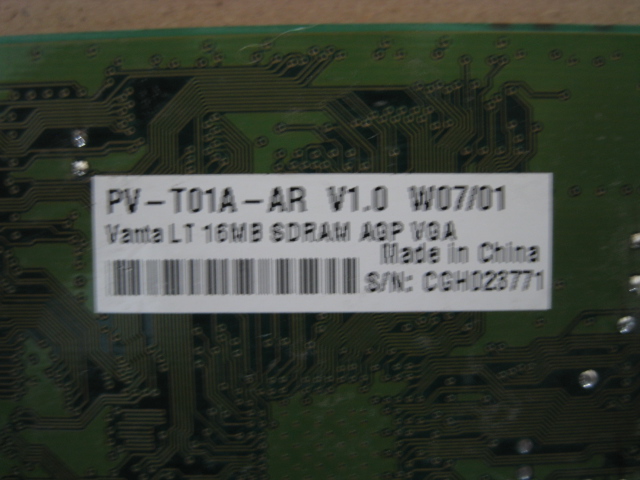 PV-T01A-AR V1.0 W07/01
Vanta LT 16MB SDRAM AGP VGA
Made in China
S/N: CGH023771